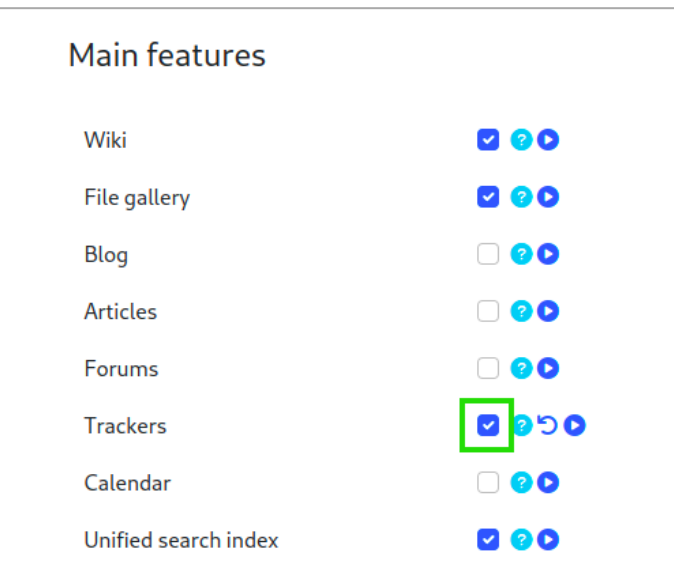 Main features
Wiki ? 
File gallery ?
Blog ?
Articles ?
Forums ?
Trackers ?
Calendar ?
Unified search index ?